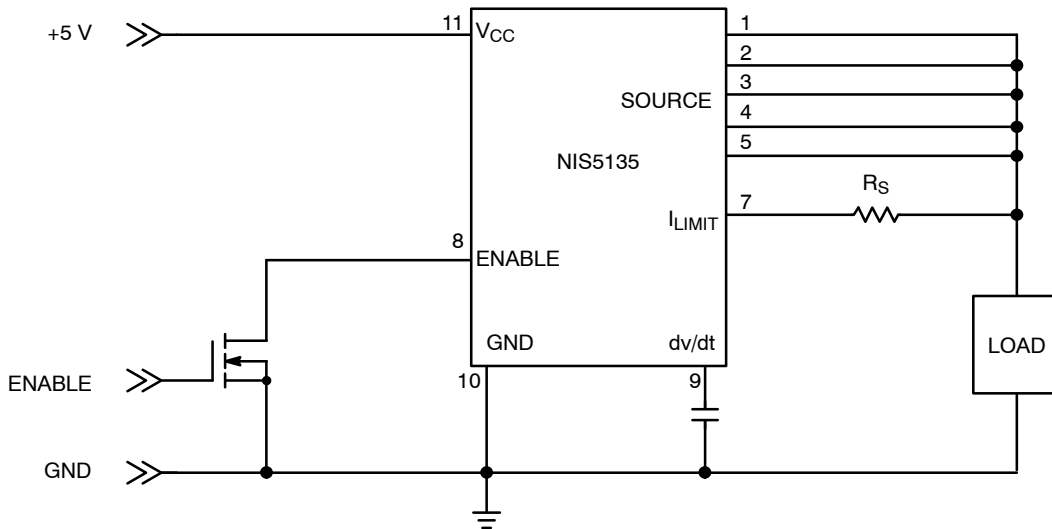 +5 V
11
V_CC
1
2
3
SOURCE
4
5
NIS5135
R_S
7
I_LIMIT
8
ENABLE
GND
dv/dt
LOAD
ENABLE
10
9
GND